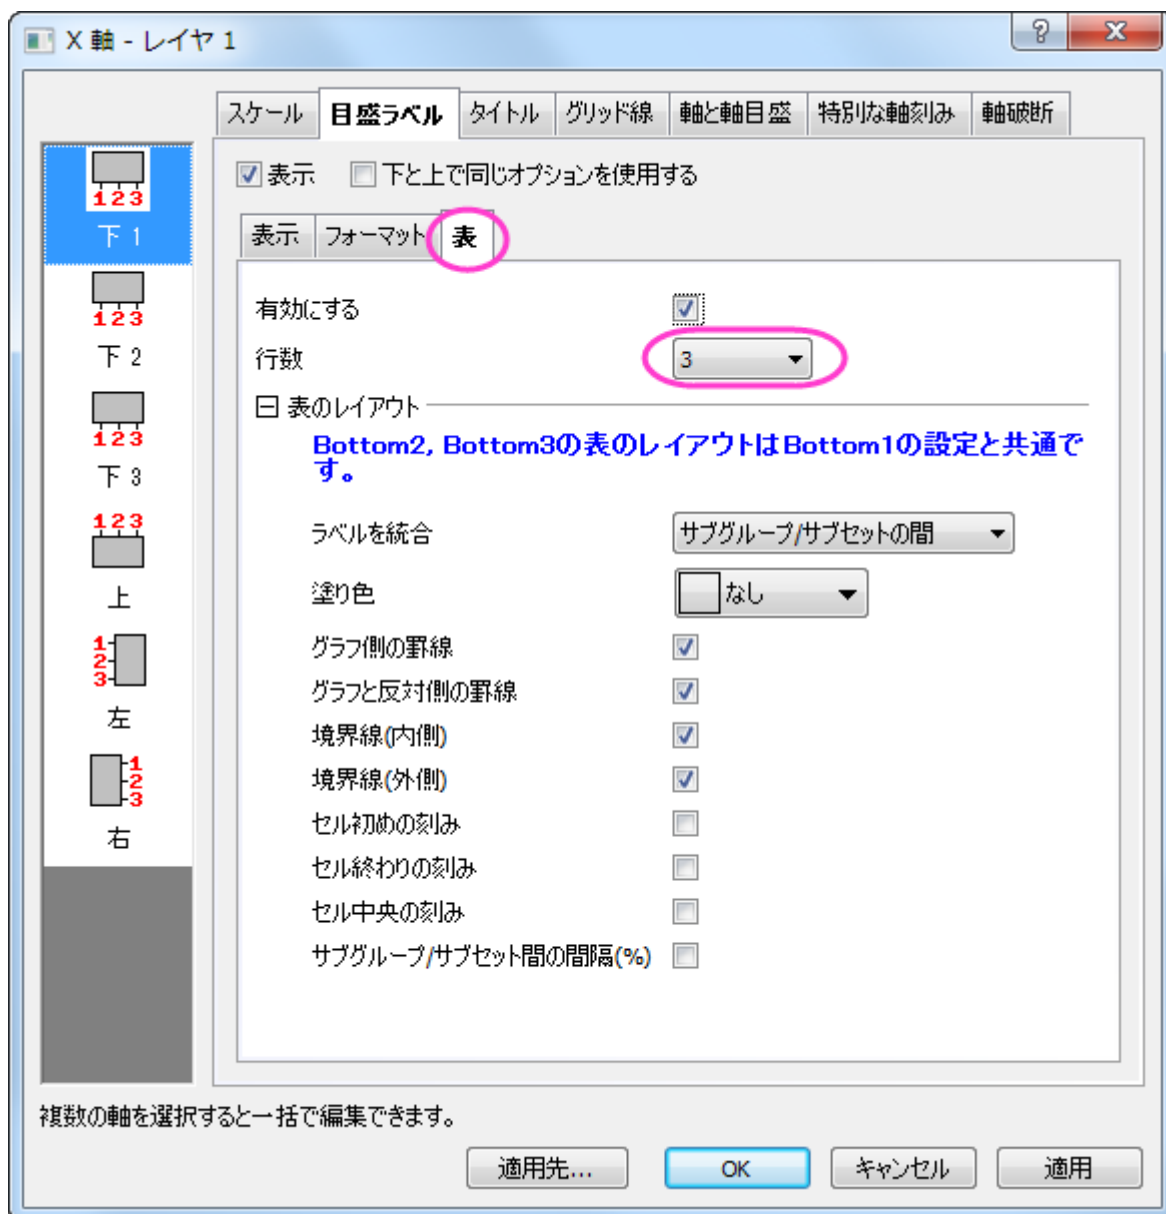 X 軸 - レイヤ 1
スケール 目盛ラベル タイトル グリッド線 軸と軸目盛 特別な軸刻み 軸破断
123
下 1
123
下 2
123
下 3
123
上
1
2
3
左
1
2
3
右
表示 下と上で同じオプションを使用する
表示 フォーマット 表
有効にする
行数 3
表のレイアウト
Bottom2, Bottom3の表のレイアウトはBottom1の設定と共通で
す。
ラベルを統合 サブグループ/サブセットの間
塗り色 なし
グラフ側の罫線
グラフと反対側の罫線
境界線(内側)
境界線(外側)
セル初めの刻み
セル終わりの刻み
セル中央の刻み
サブグループ/サブセット間の間隔(%)
複数の軸を選択すると一括で編集できます。
適用先... OK キャンセル 適用